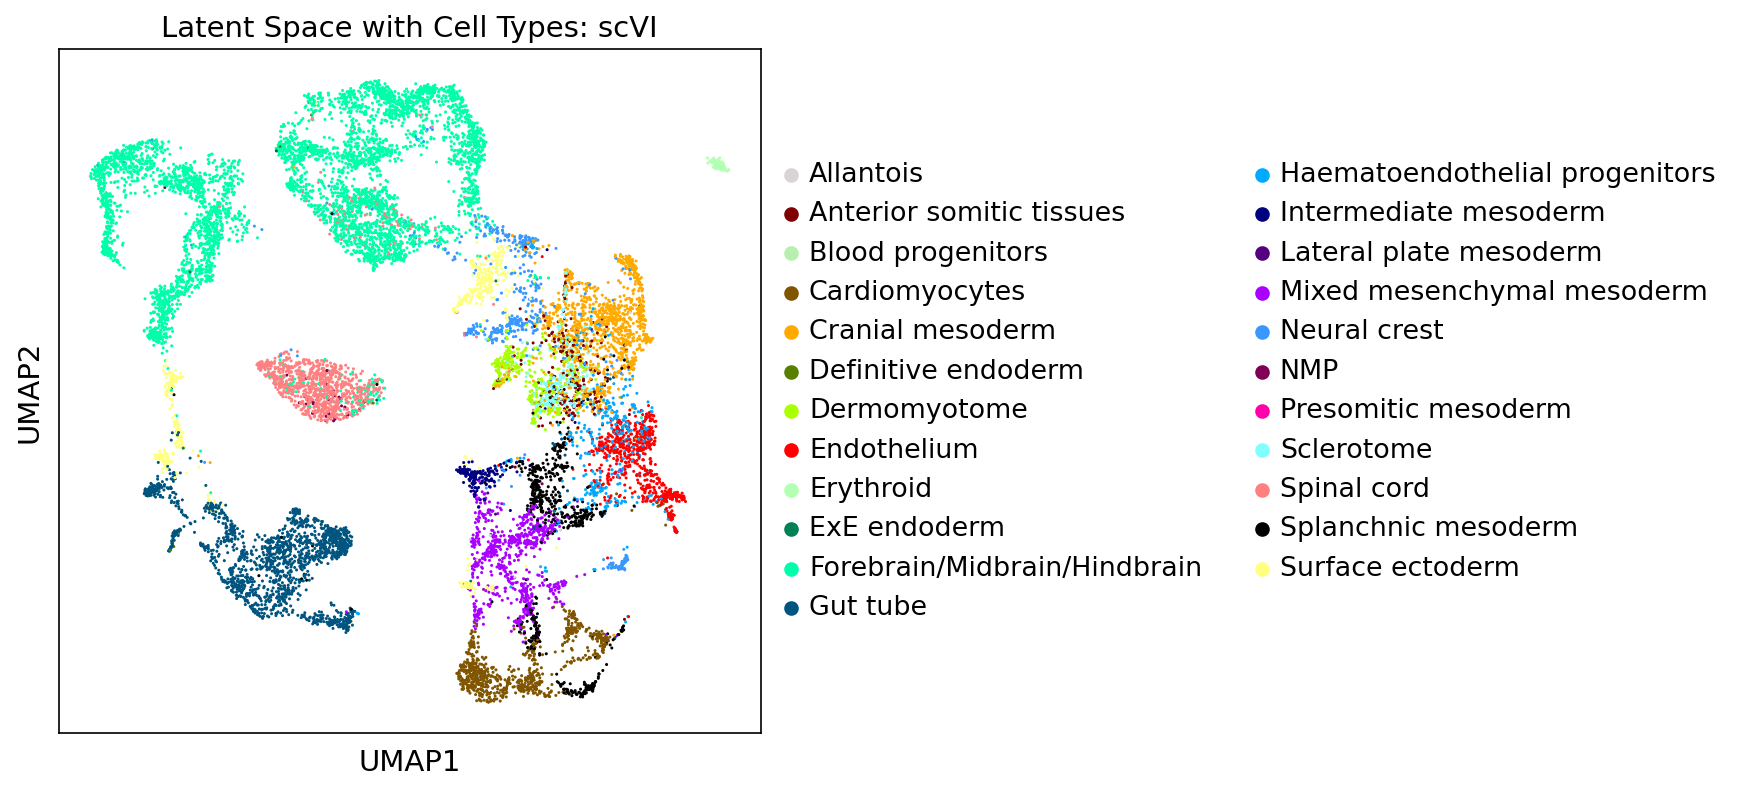 Latent Space with Cell Types: scVI
UMAP2
UMAP1
Allantois
Anterior somitic tissues
Blood progenitors
Cardiomyocytes
Cranial mesoderm
Definitive endoderm
Dermomyotome
Endothelium
Erythroid
ExE endoderm
Forebrain/Midbrain/Hindbrain
Gut tube
Haematoendothelial progenitors
Intermediate mesoderm
Lateral plate mesoderm
Mixed mesenchymal mesoderm
Neural crest
NMP
Presomitic mesoderm
Sclerotome
Spinal cord
Splanchnic mesoderm
Surface ectoderm